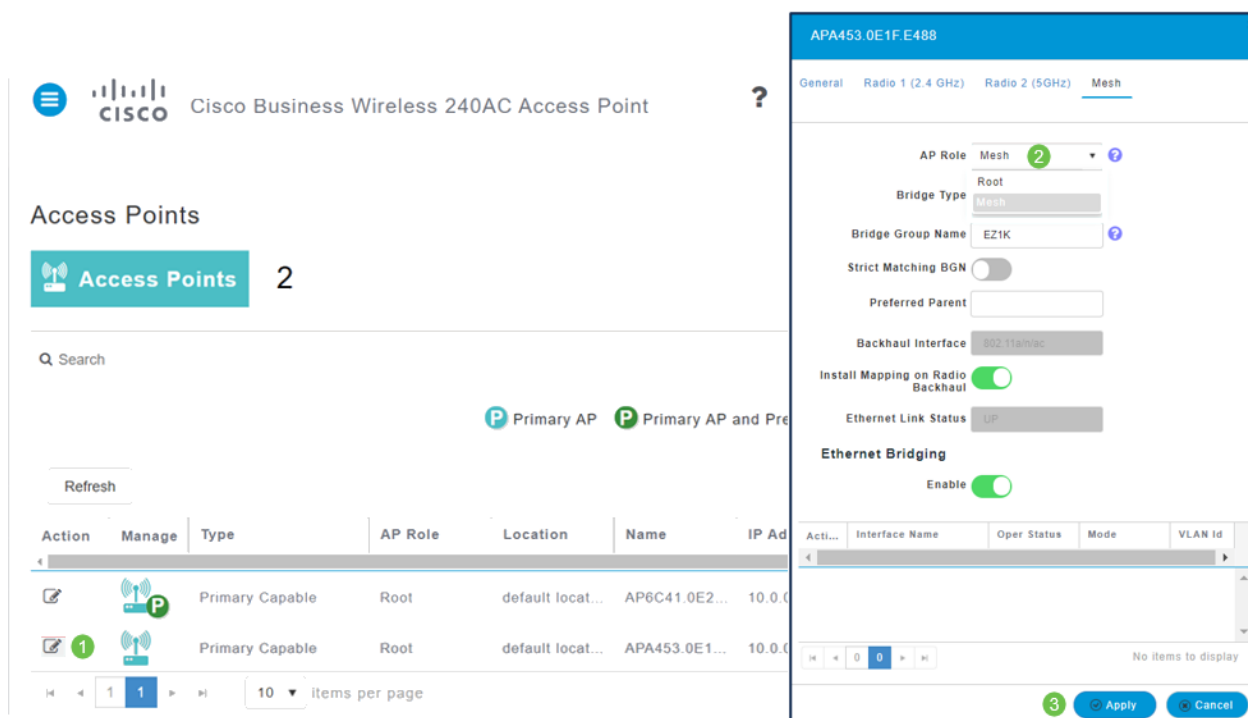 CISCO
Cisco Business Wireless 240AC Access Point
?
Access Points
Access Points 2
Search
P Primary AP P Primary AP and Pre
Refresh
Action Manage Type AP Role Location Name IP Ad
P Primary Capable Root default locat... AP6C41.0E2... 10.0.0
1 Primary Capable Root default locat... APA453.0E1... 10.0.0
1 1 10 items per page
APA453.0E1F.E488
General Radio 1 (2.4 GHz) Radio 2 (5GHz) Mesh
AP Role Mesh 2 ?
Root
Bridge Type Mesh
Bridge Group Name EZ1K ?
Strict Matching BGN
Preferred Parent
Backhaul Interface 802.11a/n/ac
Install Mapping on Radio
Backhaul
Ethernet Link Status UP
Ethernet Bridging
Enable
Acti... Interface Name Oper Status Mode VLAN Id
0 0 No items to display
3 Apply Cancel